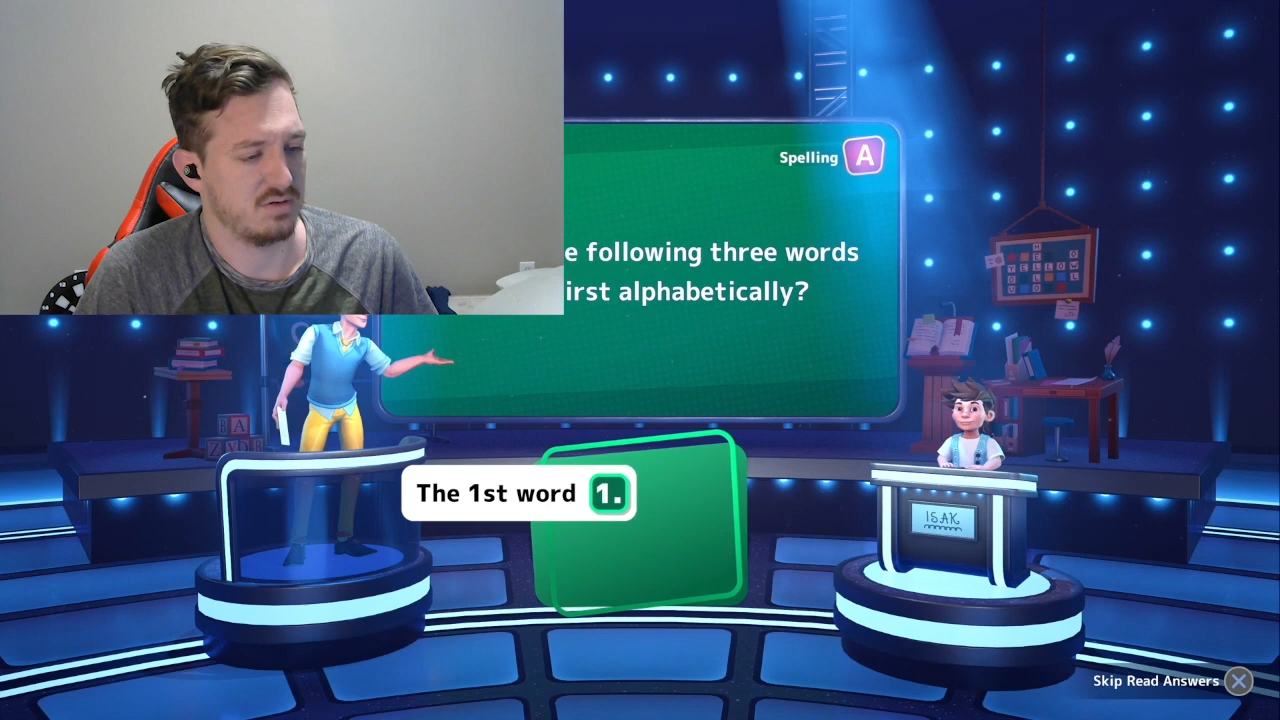 Spelling A
e following three words
irst alphabetically?
The 1st word 1.
ISAK
Skip Read Answers